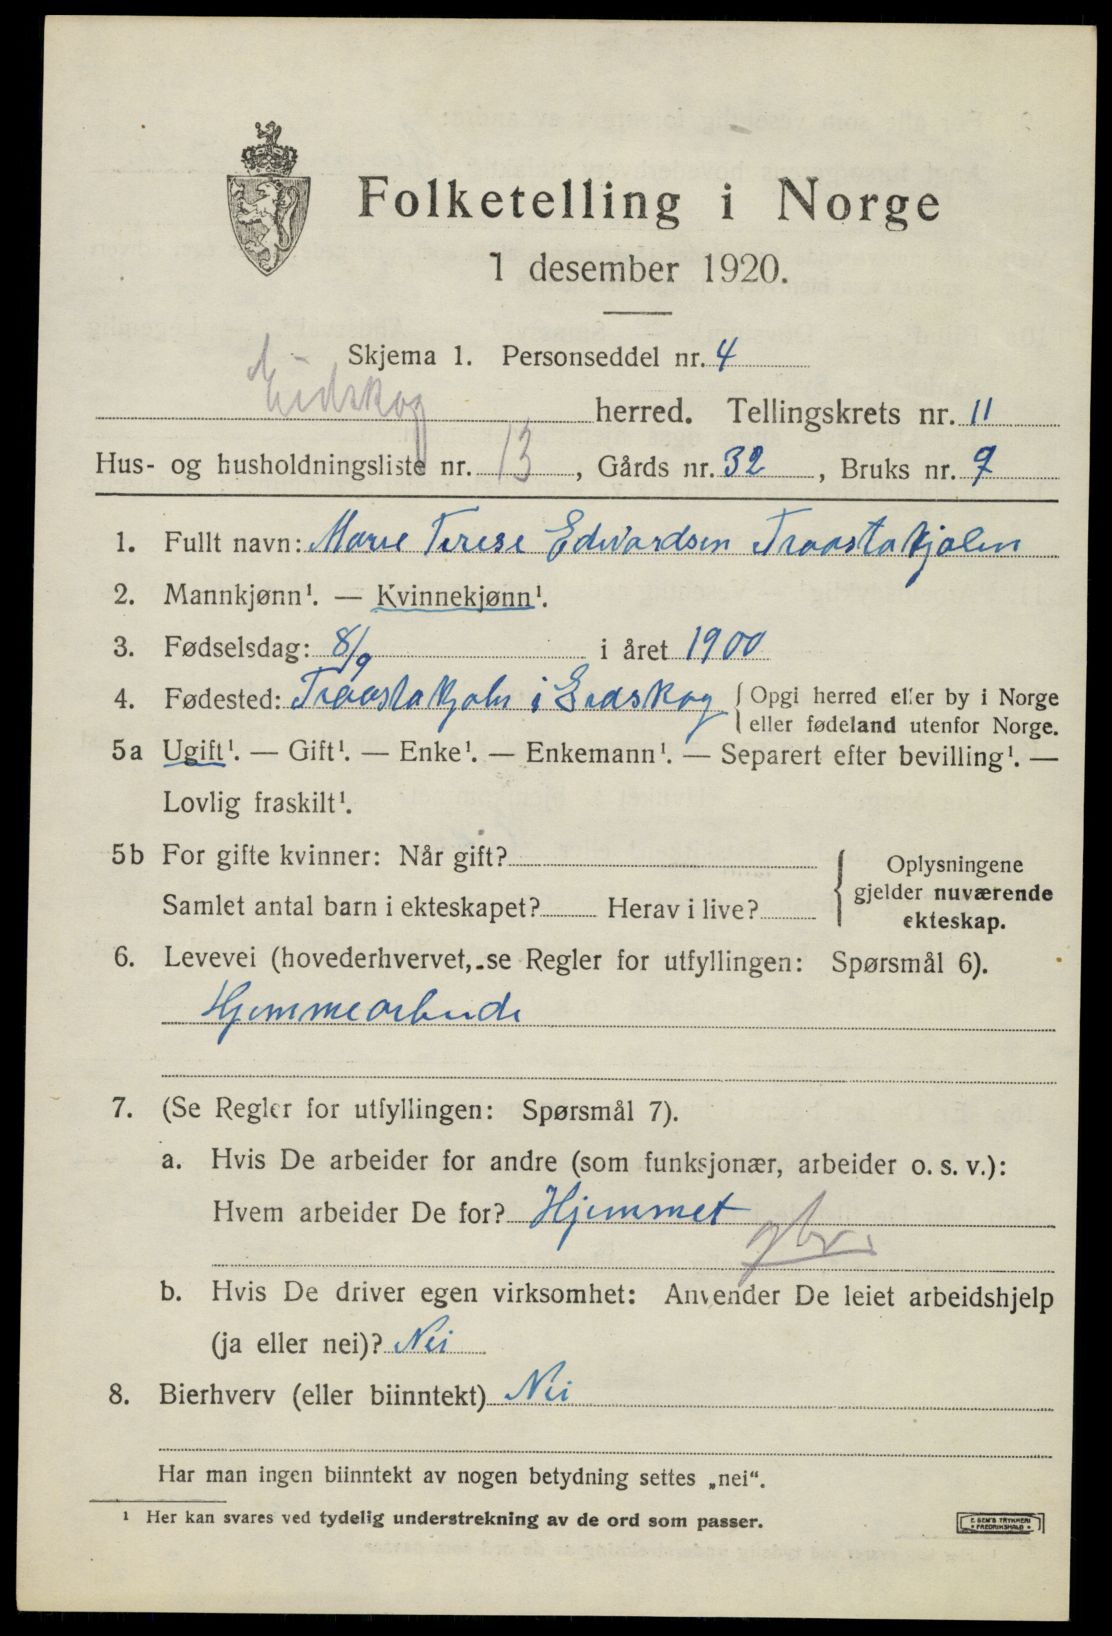 Folketelling i Norge
1 desember 1920.
Skjema 1. Personseddel nr. 4
Eidskog herred. Tellingskrets nr. 11
Hus- og husholdningsliste nr. 13, Gårds nr. 32, Bruks nr. 9
1. Fullt navn: Marie Terese Edvardsen Traastakjølen
2. Mannkjønn¹. — Kvinnekjønn¹.
3. Fødselsdag: 8/9 i året 1900
4. Fødested: Traastakjøln i Eidskog { Opgi herred eller by i Norge
eller fødeland utenfor Norge.
5a Ugift¹. — Gift¹. — Enke¹. — Enkemann¹. — Separert efter bevilling¹. —
Lovlig fraskilt¹.
5b For gifte kvinner: Når gift?
Samlet antal barn i ekteskapet? Herav i live?
{ Oplysningene
gjelder nuværende
ekteskap.
6. Levevei (hovederhvervet, se Regler for utfyllingen: Spørsmål 6).
Hjemmearbeide
7. (Se Regler for utfyllingen: Spørsmål 7).
a. Hvis De arbeider for andre (som funksjonær, arbeider o. s. v.):
Hvem arbeider De for? Hjemmet
b. Hvis De driver egen virksomhet: Anvender De leiet arbeidshjelp
(ja eller nei)? Nei
8. Bierhverv (eller biinntekt) Nei
Har man ingen biinntekt av nogen betydning settes „nei“.
¹ Her kan svares ved tydelig understrekning av de ord som passer.
E. SEM'S TRYKKERI
FREDRIKSHALD